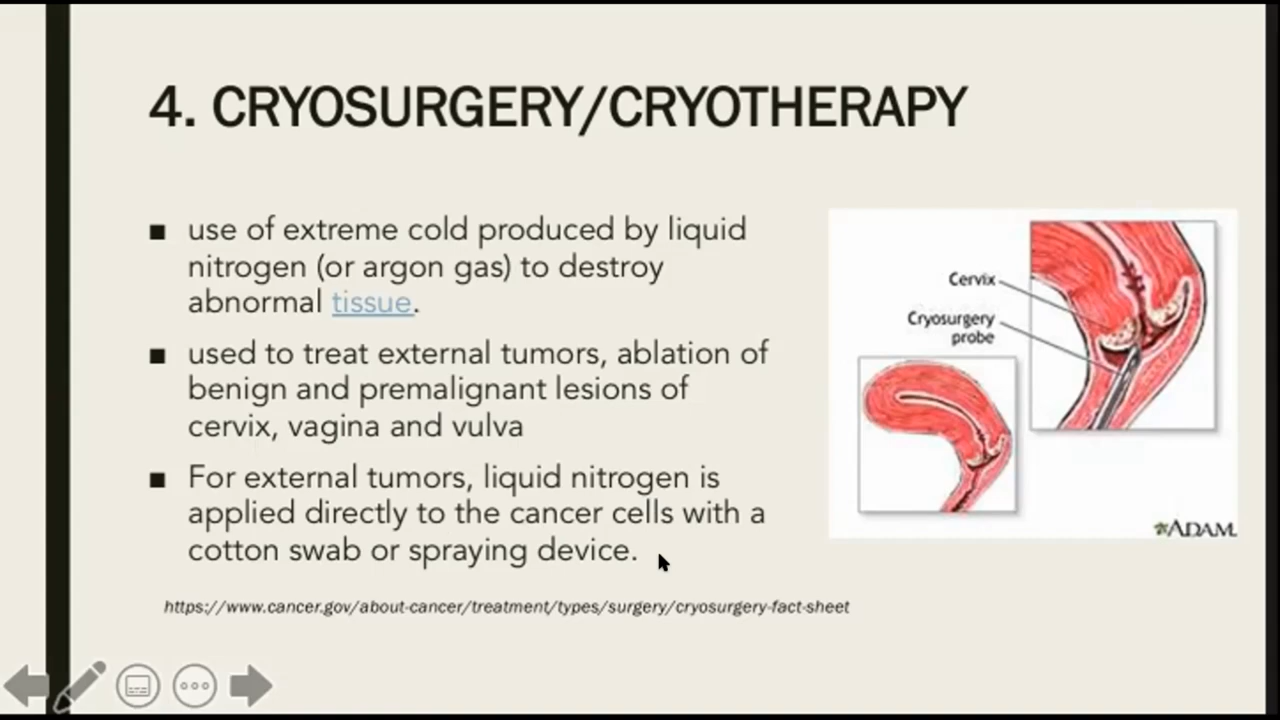 4. CRYOSURGERY/CRYOTHERAPY
■ use of extreme cold produced by liquid
nitrogen (or argon gas) to destroy
abnormal tissue.
■ used to treat external tumors, ablation of
benign and premalignant lesions of
cervix, vagina and vulva
■ For external tumors, liquid nitrogen is
applied directly to the cancer cells with a
cotton swab or spraying device.
https://www.cancer.gov/about-cancer/treatment/types/surgery/cryosurgery-fact-sheet
Cervix
Cryosurgery
probe
ADAM.